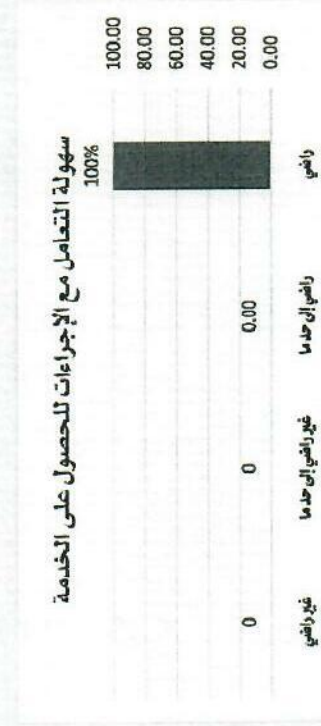 سهولة التعامل مع الإجراءات للحصول على الخدمة
100%
100.00
80.00
60.00
40.00
20.00
0.00
0.00
0
0
راضي
راضي إلى حد ما
غير راضي إلى حد ما
غير راضي